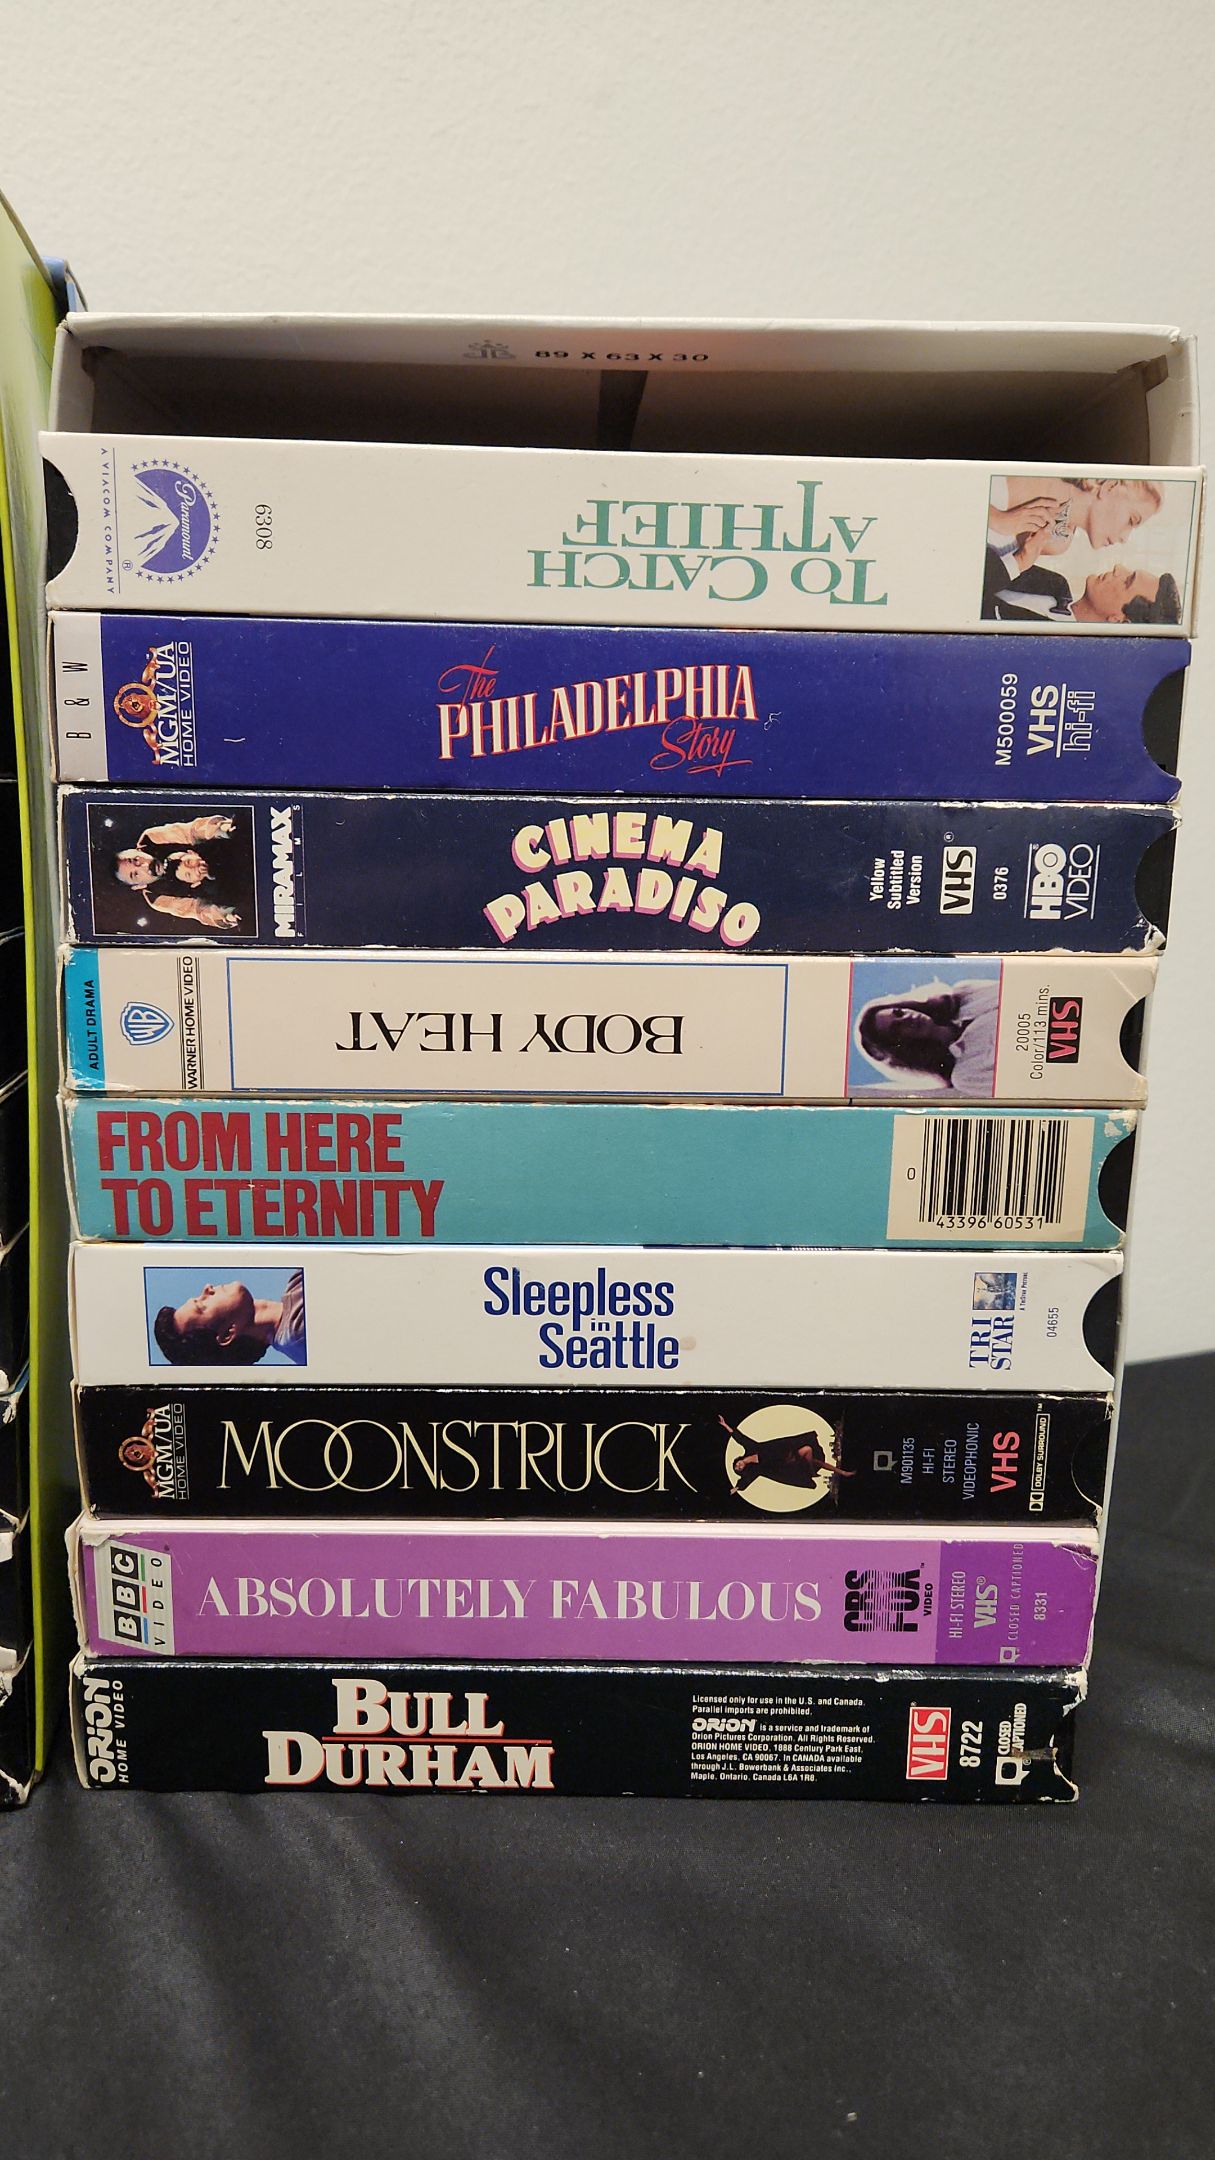 89 X 63 X 30
A VIACOM COMPANY
Paramount
®
6308
TO CATCH
A THIEF
B & W
MGM/UA
HOME VIDEO
The
PHILADELPHIA
Story
M500059
VHS
hi-fi
MIRAMAX
FILMS
CINEMA
PARADISO
Yellow
Subtitled
Version
VHS®
0376
HBO®
VIDEO
ADULT DRAMA
WB
WARNER HOME VIDEO
BODY HEAT
20005
Color/113 mins.
VHS
FROM HERE
TO ETERNITY
0
43396 60531
Sleepless
in
Seattle
TRI
STAR
A TriStar Picture
04655
MGM/UA
HOME VIDEO
MOONSTRUCK
M901135
HI-FI
STEREO
VIDEOPHONIC
VHS
DOLBY SURROUND™
BBC
VIDEO
ABSOLUTELY FABULOUS
CBS
FOX™
VIDEO
HI-FI STEREO
VHS®
CLOSED CAPTIONED
8331
ORION
HOME VIDEO
BULL
DURHAM
Licensed only for use in the U.S. and Canada.
Parallel imports are prohibited.
ORION is a service and trademark of
Orion Pictures Corporation. All Rights Reserved.
ORION HOME VIDEO, 1888 Century Park East,
Los Angeles, CA 90067. In CANADA available
through J.L. Bowerbank & Associates Inc.,
Maple, Ontario, Canada L6A 1R8.
VHS
8722
CLOSED
CAPTIONED
®